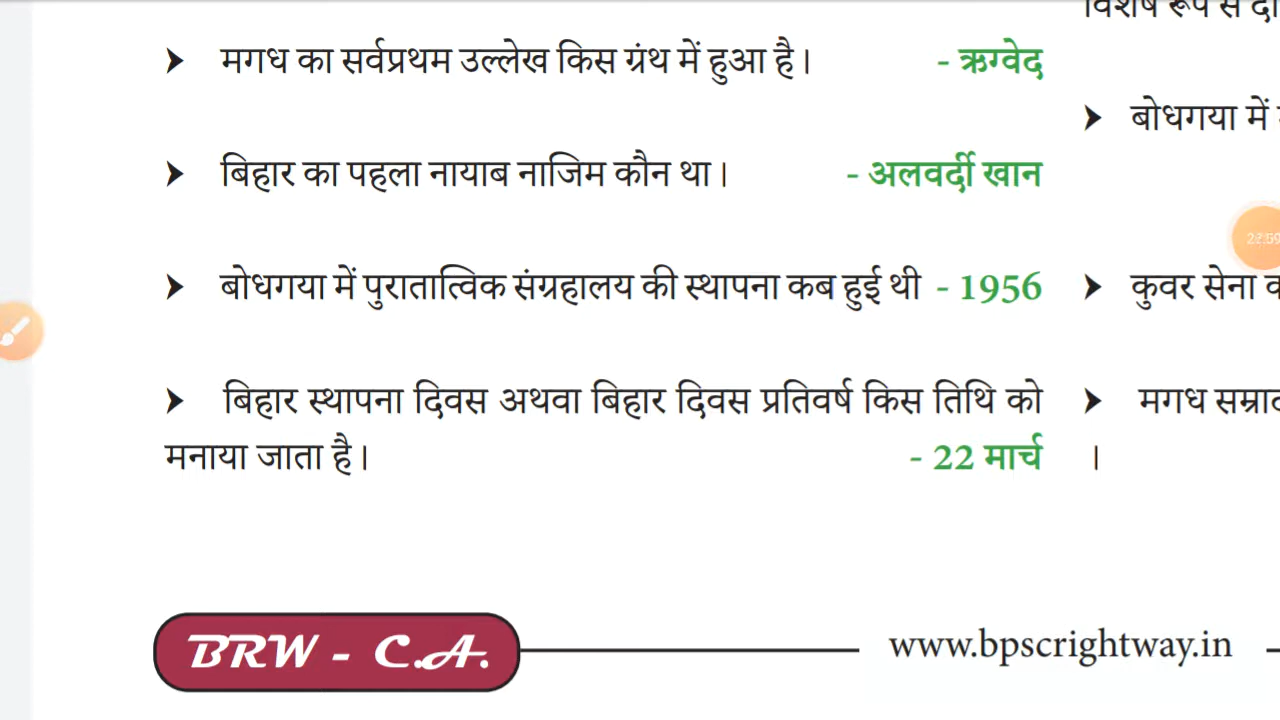 मगध का सर्वप्रथम उल्लेख किस ग्रंथ में हुआ है। - ऋग्वेद
बिहार का पहला नायाब नाजिम कौन था। - अलवर्दी खान
बोधगया में पुरातात्विक संग्रहालय की स्थापना कब हुई थी - 1956
बिहार स्थापना दिवस अथवा बिहार दिवस प्रतिवर्ष किस तिथि को
मनाया जाता है। - 22 मार्च
विशेष रूप से
बोधगया में
कुवर सेना
मगध
।
BRW - C.A.
www.bpscrightway.in